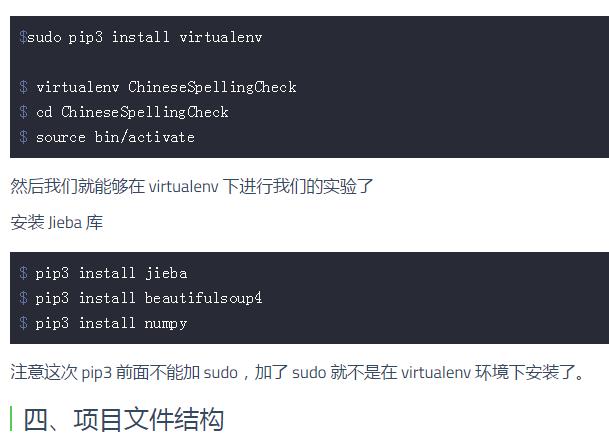 $sudo pip3 install virtualenv
$ virtualenv ChineseSpellingCheck
$ cd ChineseSpellingCheck
$ source bin/activate
然后我们就能够在 virtualenv 下进行我们的实验了
安装 Jieba 库
$ pip3 install jieba
$ pip3 install beautifulsoup4
$ pip3 install numpy
注意这次 pip3 前面不能加 sudo，加了 sudo 就不是在 virtualenv 环境下安装了。
四、项目文件结构